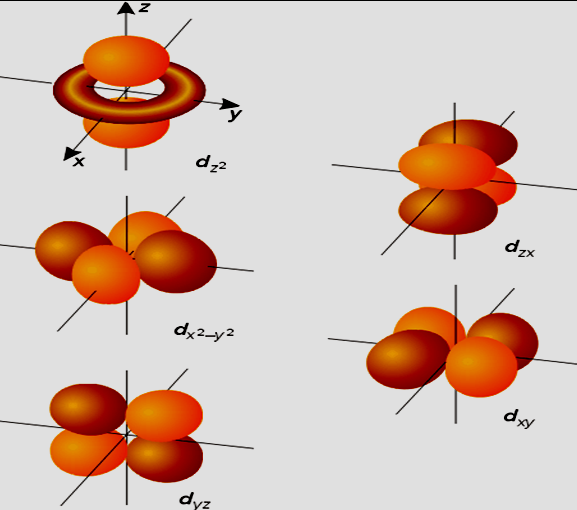 z
y
x
d_z²
d_zx
d_x²–y²
d_xy
d_yz